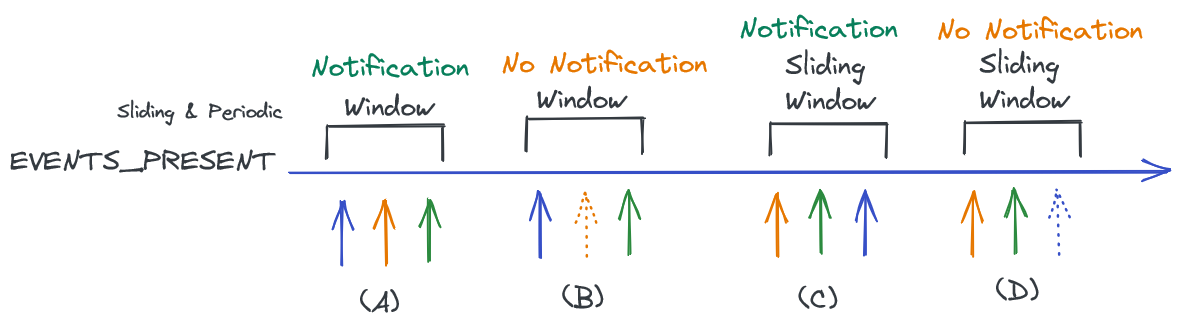 Sliding & Periodic
EVENTS_PRESENT
Notification
Window
(A)
No Notification
Window
(B)
Notification
Sliding
Window
(C)
No Notification
Sliding
Window
(D)